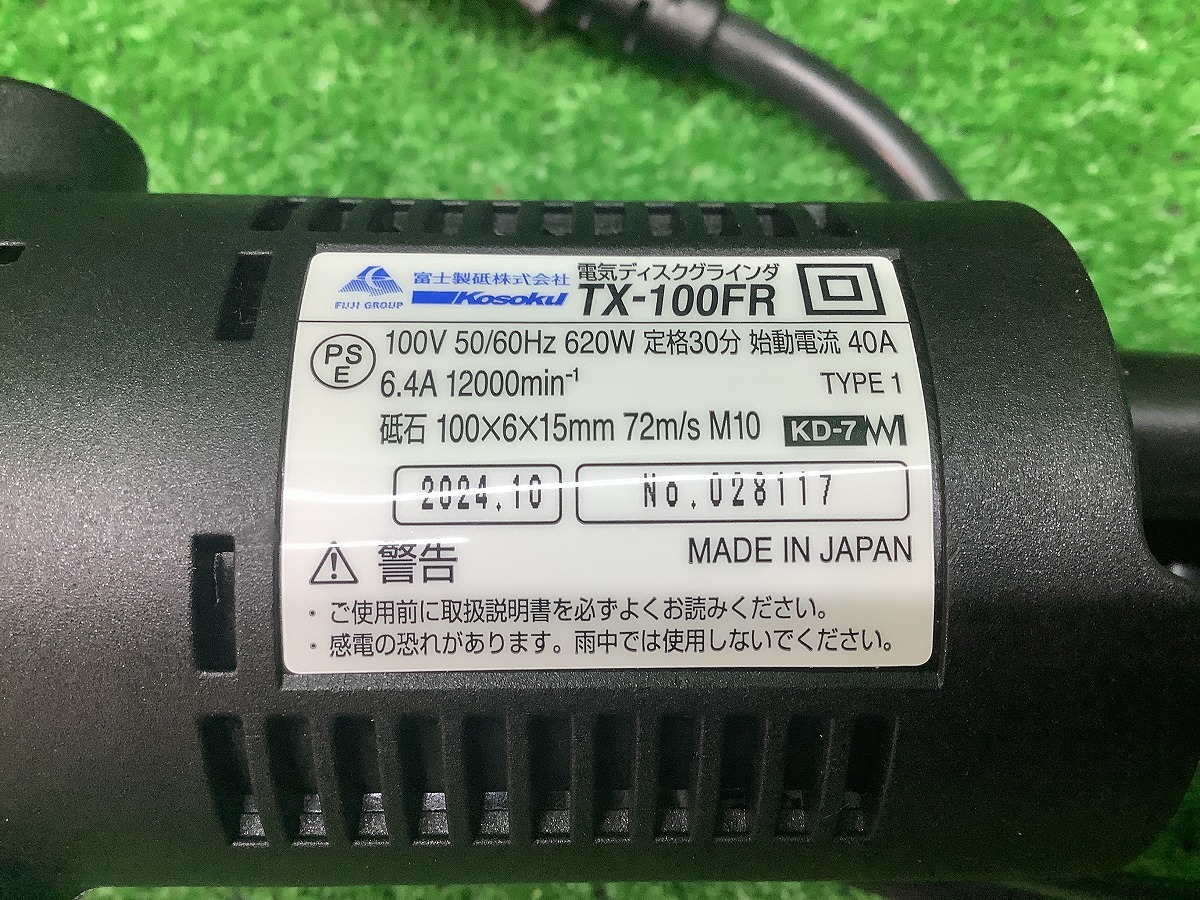 FUJI GROUP
富士製砥株式会社
Kosoku
電気ディスクグラインダ
TX-100FR
PS
E
100V 50/60Hz 620W 定格30分 始動電流 40A
6.4A 12000min⁻¹ TYPE 1
砥石 100×6×15mm 72m/s M10 KD-7
2024.10 No.028117
警告 MADE IN JAPAN
・ご使用前に取扱説明書を必ずよくお読みください。
・感電の恐れがあります。雨中では使用しないでください。